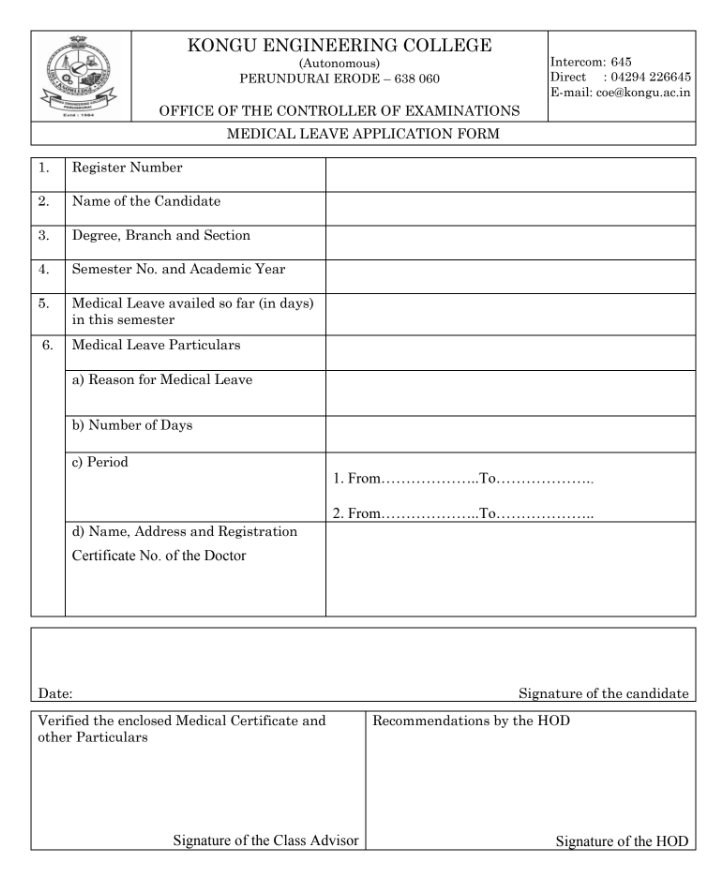 KONGU ENGINEERING COLLEGE
(Autonomous)
PERUNDURAI ERODE – 638 060
OFFICE OF THE CONTROLLER OF EXAMINATIONS
Intercom: 645
Direct : 04294 226645
E-mail: coe@kongu.ac.in
Estd : 1984
MEDICAL LEAVE APPLICATION FORM
1. Register Number
2. Name of the Candidate
3. Degree, Branch and Section
4. Semester No. and Academic Year
5. Medical Leave availed so far (in days)
in this semester
6. Medical Leave Particulars
a) Reason for Medical Leave
b) Number of Days
c) Period
1. From………………..To………………..
2. From………………..To………………..
d) Name, Address and Registration
Certificate No. of the Doctor
Date: Signature of the candidate
Verified the enclosed Medical Certificate and
other Particulars
Signature of the Class Advisor
Recommendations by the HOD
Signature of the HOD